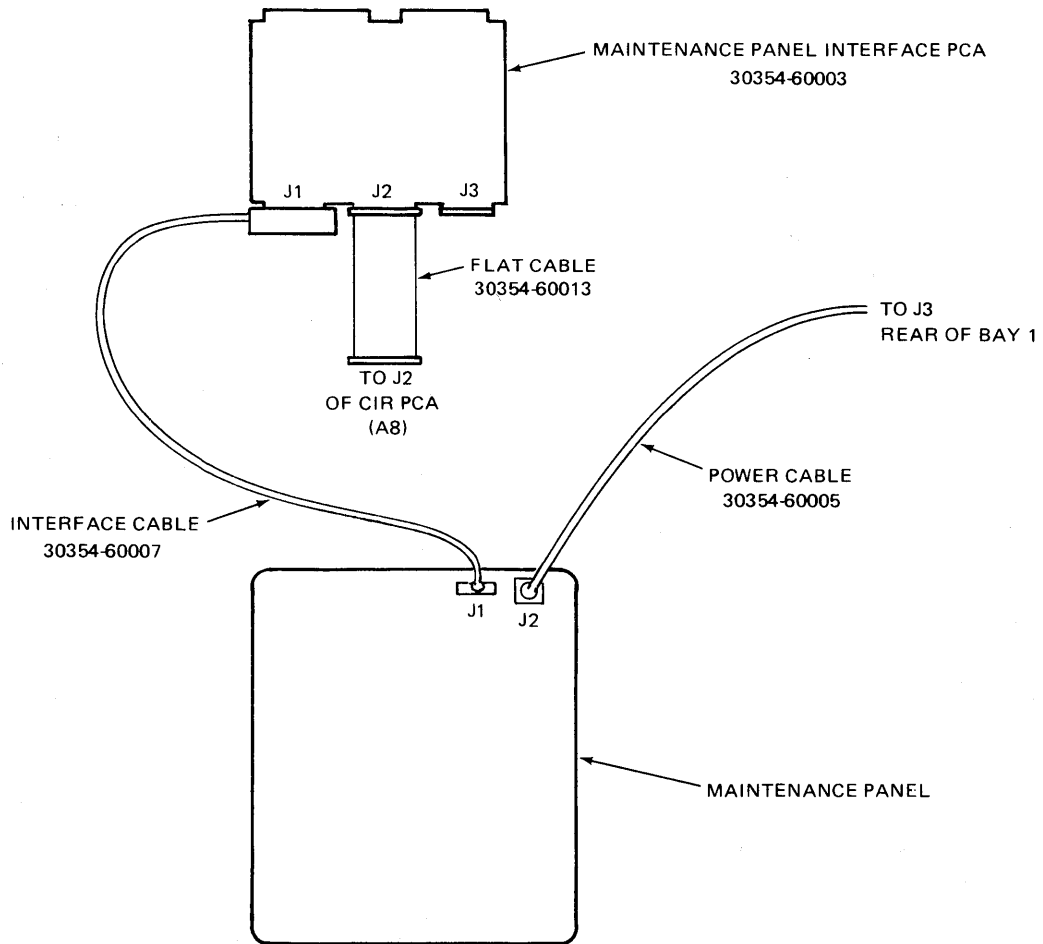 MAINTENANCE PANEL INTERFACE PCA
30354-60003
J1
J2
J3
FLAT CABLE
30354-60013
TO J3
REAR OF BAY 1
TO J2
OF CIR PCA
(A8)
POWER CABLE
30354-60005
INTERFACE CABLE
30354-60007
J1
J2
MAINTENANCE PANEL